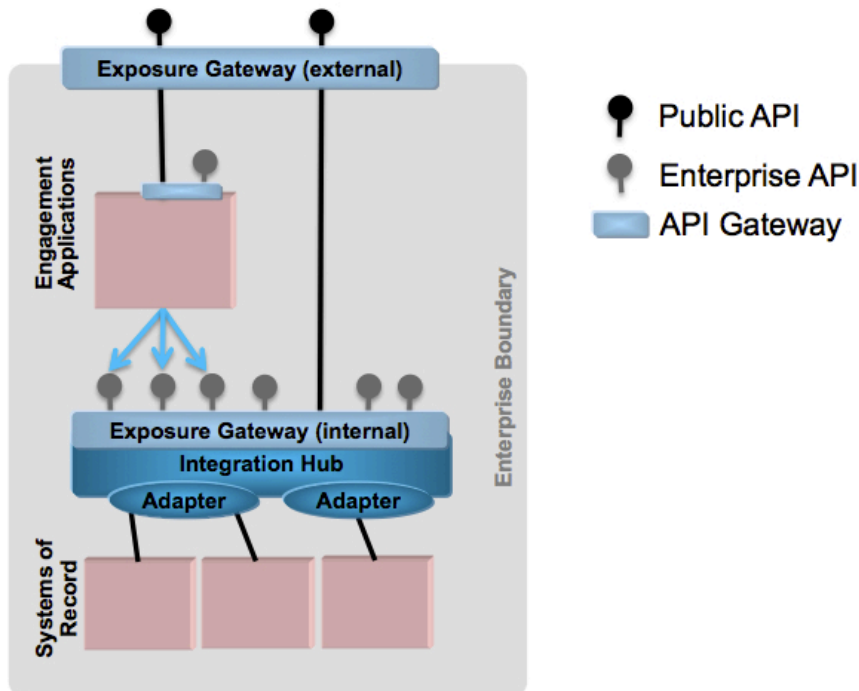 Exposure Gateway (external)
Public API
Enterprise API
API Gateway
Engagement
Applications
Enterprise Boundary
Exposure Gateway (internal)
Integration Hub
Adapter
Adapter
Systems of
Record